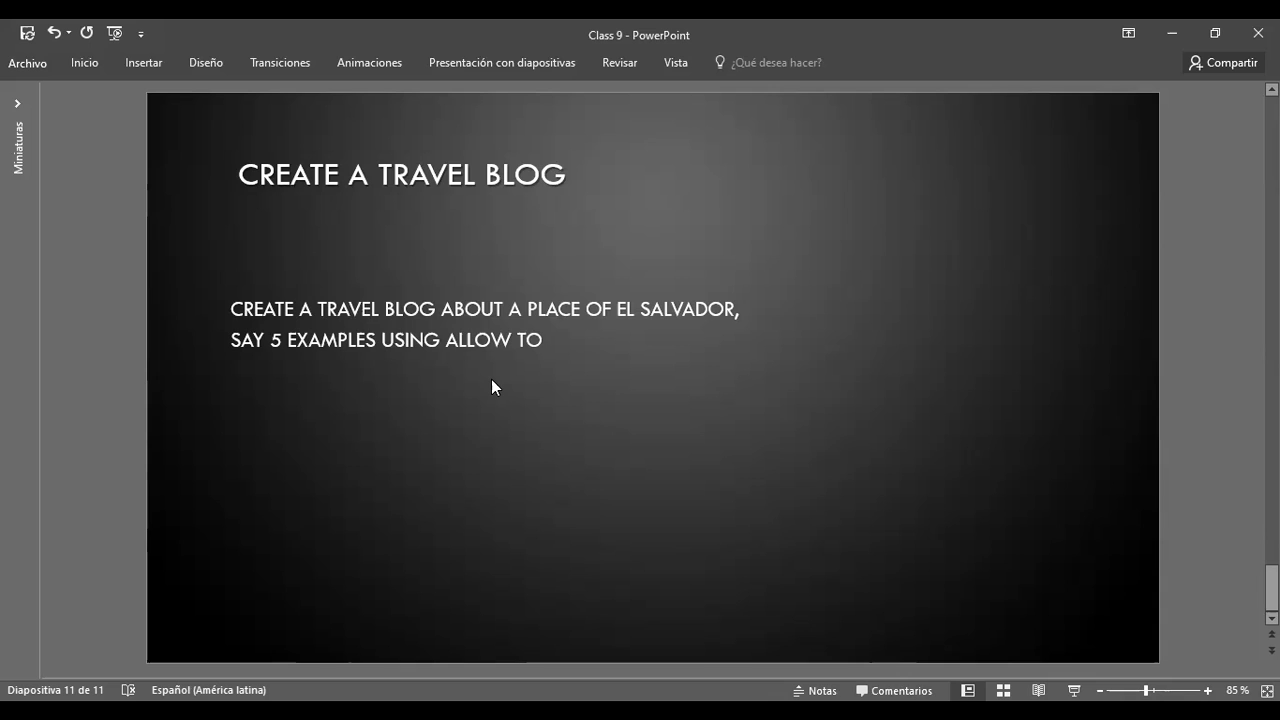 Class 9 - PowerPoint
Archivo Inicio Insertar Diseño Transiciones Animaciones Presentación con diapositivas Revisar Vista ¿Qué desea hacer? Compartir
Miniaturas
CREATE A TRAVEL BLOG
CREATE A TRAVEL BLOG ABOUT A PLACE OF EL SALVADOR,
SAY 5 EXAMPLES USING ALLOW TO
Diapositiva 11 de 11 Español (América latina) Notas Comentarios 85 %